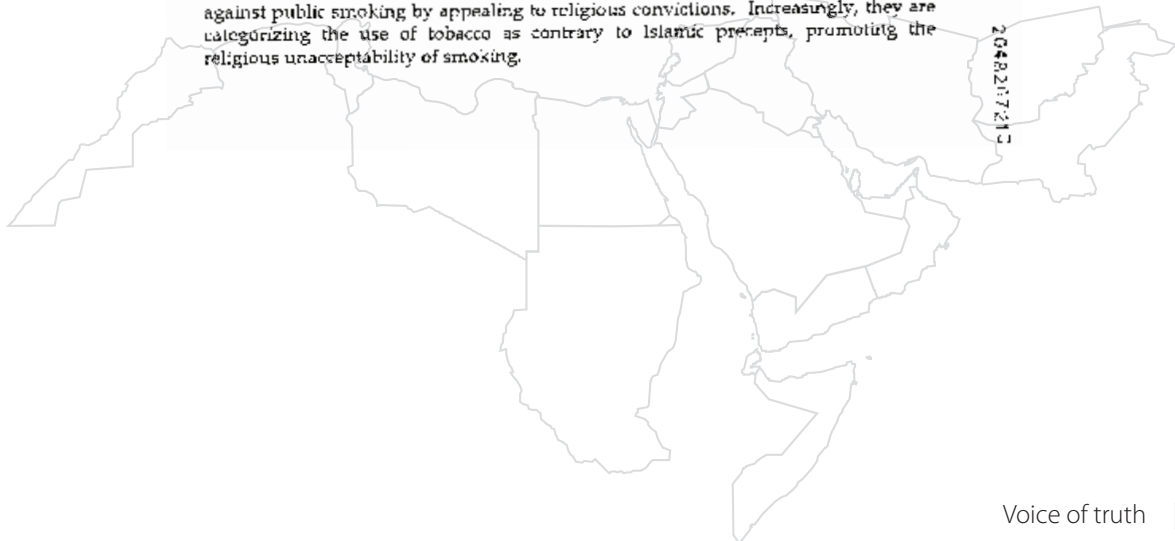 against public smoking by appealing to religious convictions. Increasingly, they are
categorizing the use of tobacco as contrary to Islamic precepts, promoting the
religious unacceptability of smoking.
Voice of truth